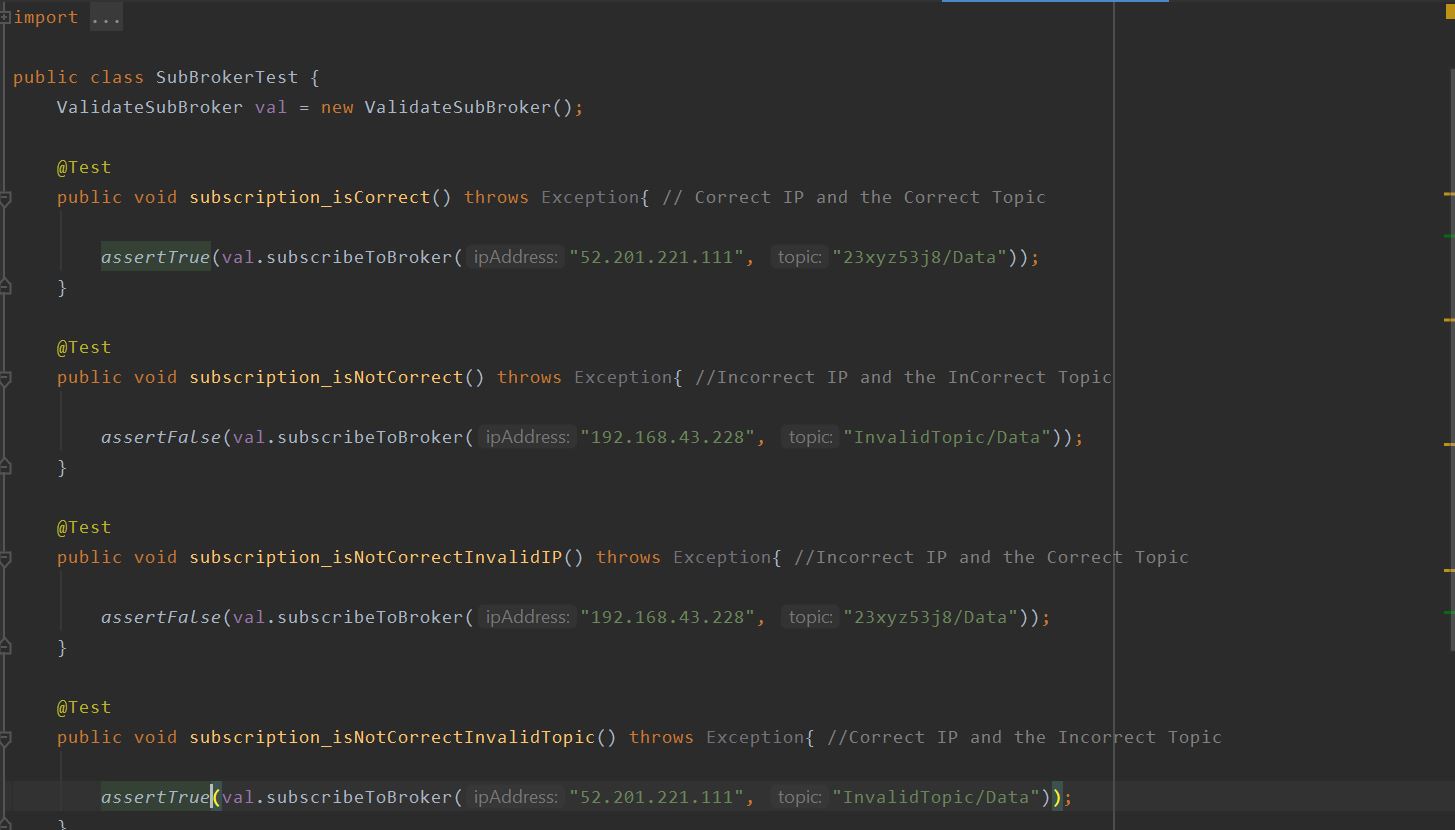 import ...
public class SubBrokerTest {
ValidateSubBroker val = new ValidateSubBroker();
@Test
public void subscription_isCorrect() throws Exception{ // Correct IP and the Correct Topic
assertTrue(val.subscribeToBroker( ipAddress: "52.201.221.111", topic: "23xyz53j8/Data"));
}
@Test
public void subscription_isNotCorrect() throws Exception{ //Incorrect IP and the InCorrect Topic
assertFalse(val.subscribeToBroker( ipAddress: "192.168.43.228", topic: "InvalidTopic/Data"));
}
@Test
public void subscription_isNotCorrectInvalidIP() throws Exception{ //Incorrect IP and the Correct Topic
assertFalse(val.subscribeToBroker( ipAddress: "192.168.43.228", topic: "23xyz53j8/Data"));
}
@Test
public void subscription_isNotCorrectInvalidTopic() throws Exception{ //Correct IP and the Incorrect Topic
assertTrue(val.subscribeToBroker( ipAddress: "52.201.221.111", topic: "InvalidTopic/Data"));
}